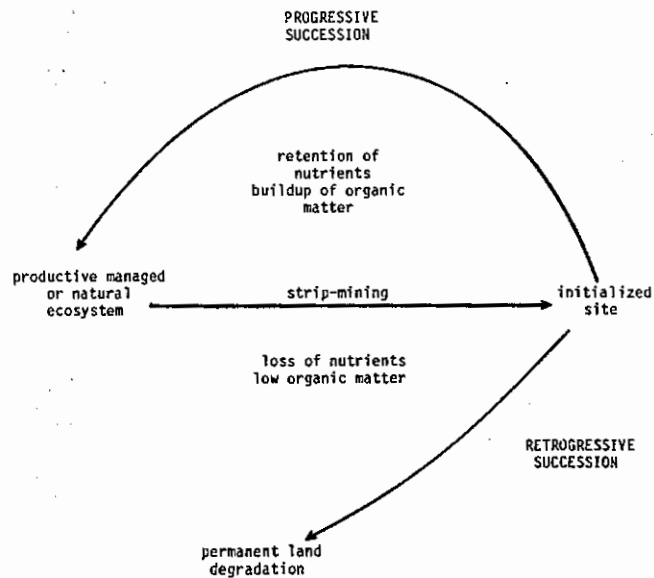 PROGRESSIVE
SUCCESSION
retention of
nutrients
buildup of organic
matter
productive managed
or natural
ecosystem
strip-mining
initialized
site
loss of nutrients
low organic matter
RETROGRESSIVE
SUCCESSION
permanent land
degradation